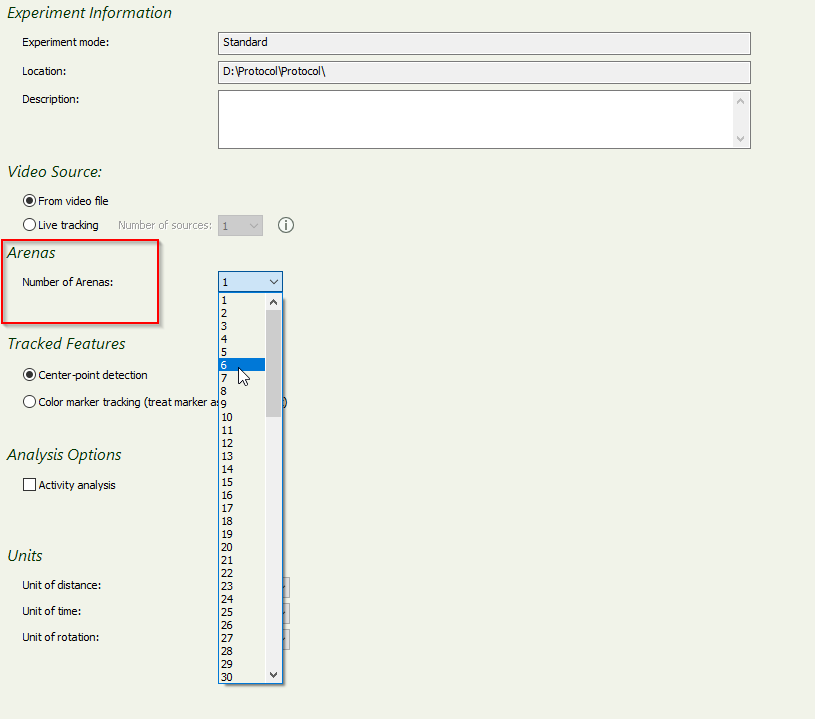 Experiment Information
Experiment mode: Standard
Location: D:\Protocol\Protocol\
Description:
Video Source:
From video file
Live tracking Number of sources: 1
Arenas
Number of Arenas: 1
1
2
3
4
5
6
7
8
9
10
11
12
13
14
15
16
17
18
19
20
21
22
23
24
25
26
27
28
29
30
Tracked Features
Center-point detection
Color marker tracking (treat marker as )
Analysis Options
Activity analysis
Units
Unit of distance:
Unit of time:
Unit of rotation: